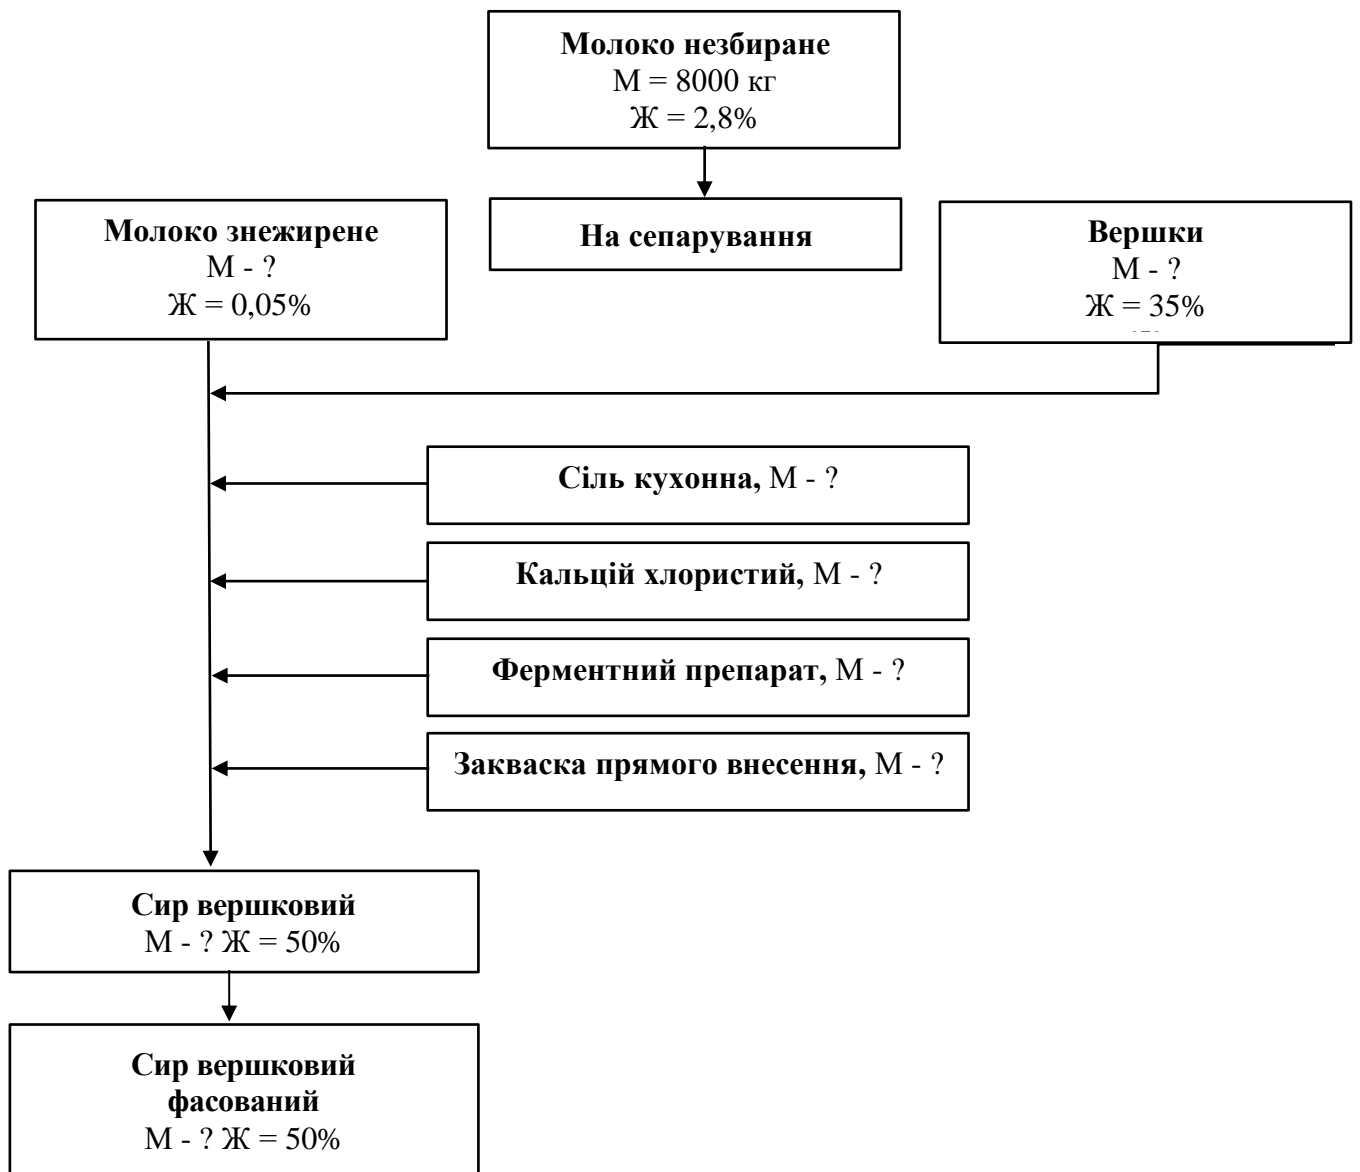 Молоко незбиране
М = 8000 кг
Ж = 2,8%
Молоко знежирене
М - ?
Ж = 0,05%
На сепарування
Вершки
М - ?
Ж = 35%
Сіль кухонна, М - ?
Кальцій хлористий, М - ?
Ферментний препарат, М - ?
Закваска прямого внесення, М - ?
Сир вершковий
М - ? Ж = 50%
Сир вершковий
фасований
М - ? Ж = 50%